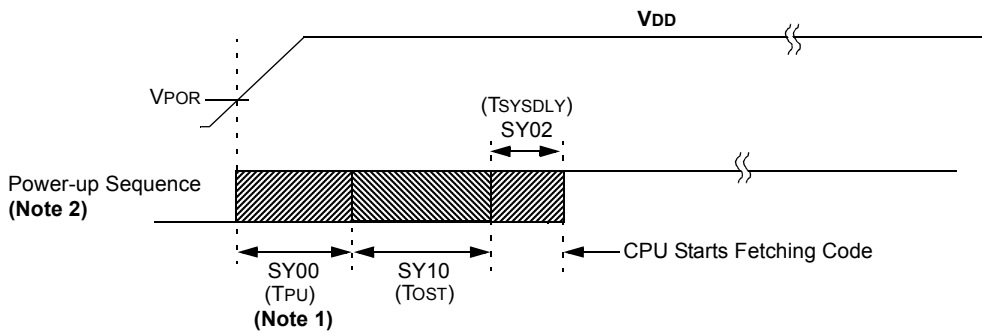 VDD
VPOR
(TSYSDLY)
SY02
Power-up Sequence
(Note 2)
CPU Starts Fetching Code
SY00
(TPU)
(Note 1)
SY10
(TOST)